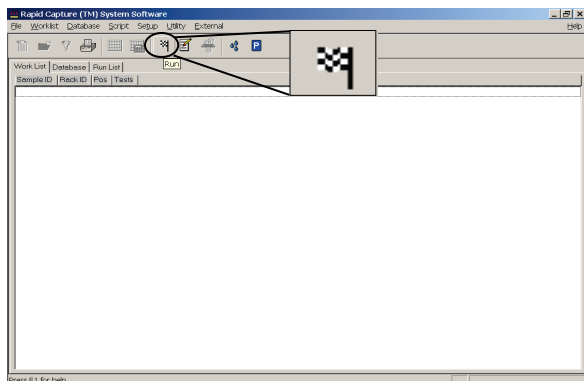 Rapid Capture (TM) System Software
File Worklist Database Script Setup Utility External Help
P
Run
Work List Database Run List
Sample ID Rack ID Pos Tests
Press F1 for help